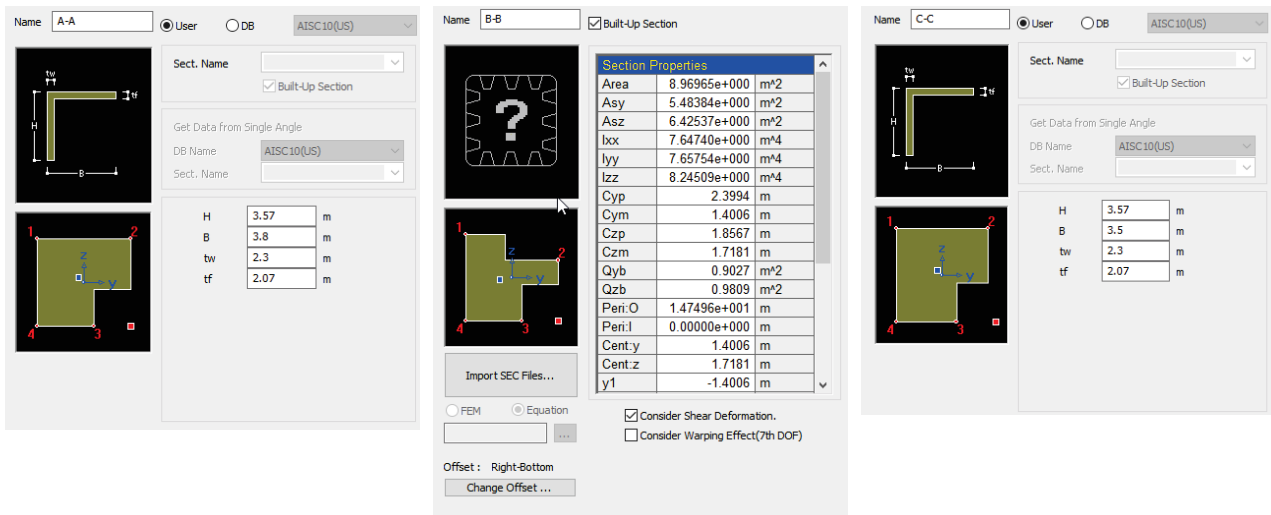 Name A-A User DB AISC10(US)
Sect. Name
Built-Up Section
Get Data from Single Angle
DB Name AISC10(US)
Sect. Name
tw
tf
H
B
H 3.57 m
B 3.8 m
tw 2.3 m
tf 2.07 m
1 2
z
y
4 3
Name B-B Built-Up Section
?
Section Properties
Area 8.96965e+000 m^2
Asy 5.48384e+000 m^2
Asz 6.42537e+000 m^2
Ixx 7.64740e+000 m^4
Iyy 7.65754e+000 m^4
Izz 8.24509e+000 m^4
Cyp 2.3994 m
Cym 1.4006 m
Czp 1.8567 m
Czm 1.7181 m
Qyb 0.9027 m^2
Qzb 0.9809 m^2
Peri:O 1.47496e+001 m
Peri:I 0.00000e+000 m
Cent:y 1.4006 m
Cent:z 1.7181 m
y1 -1.4006 m
1 2
z
y
4 3
Import SEC Files...
FEM Equation
...
Consider Shear Deformation.
Consider Warping Effect(7th DOF)
Offset : Right-Bottom
Change Offset ...
Name C-C User DB AISC10(US)
Sect. Name
Built-Up Section
Get Data from Single Angle
DB Name AISC10(US)
Sect. Name
tw
tf
H
B
H 3.57 m
B 3.5 m
tw 2.3 m
tf 2.07 m
1 2
z
y
4 3